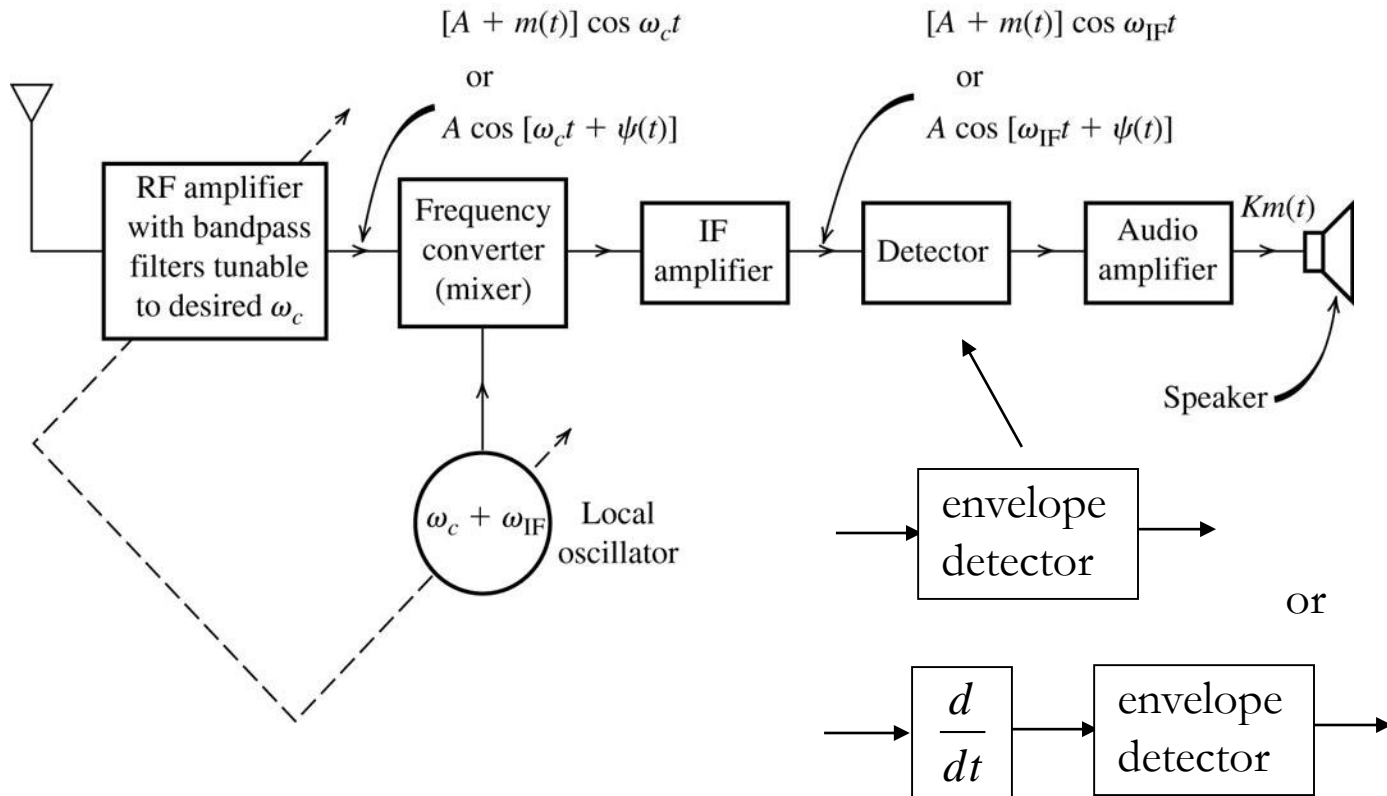 [A + m(t)] cos ω_c t
or
A cos [ω_c t + ψ(t)]
[A + m(t)] cos ω_IF t
or
A cos [ω_IF t + ψ(t)]
RF amplifier
with bandpass
filters tunable
to desired ω_c
Frequency
converter
(mixer)
IF
amplifier
Detector
Audio
amplifier
Km(t)
Speaker
ω_c + ω_IF
Local
oscillator
envelope
detector
or
d
dt
envelope
detector